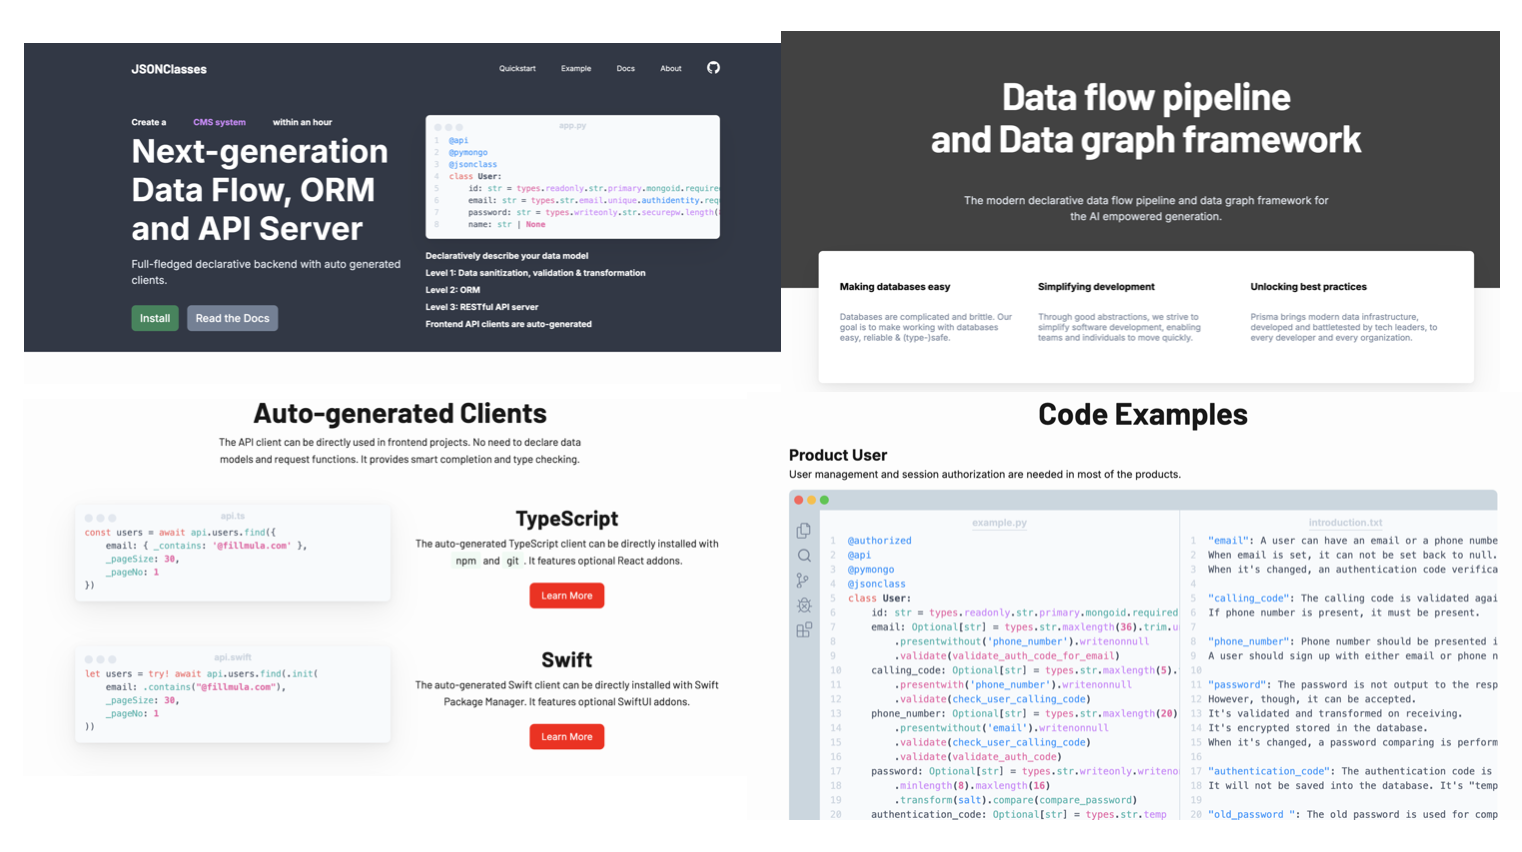 JSONClasses
Quickstart Example Docs About
Create a CMS system within an hour
Next-generation
Data Flow, ORM
and API Server
Full-fledged declarative backend with auto generated
clients.
Install Read the Docs
app.py
1 @api
2 @pymongo
3 @jsonclass
4 class User:
5 id: str = types.readonly.str.primary.mongoid.require
6 email: str = types.str.email.unique.authidentity.req
7 password: str = types.writeonly.str.securepw.length(
8 name: str | None
Declaratively describe your data model
Level 1: Data sanitization, validation & transformation
Level 2: ORM
Level 3: RESTful API server
Frontend API clients are auto-generated
Data flow pipeline
and Data graph framework
The modern declarative data flow pipeline and data graph framework for
the AI empowered generation.
Making databases easy
Databases are complicated and brittle. Our
goal is to make working with databases
easy, reliable & (type-)safe.
Simplifying development
Through good abstractions, we strive to
simplify software development, enabling
teams and individuals to move quickly.
Unlocking best practices
Prisma brings modern data infrastructure,
developed and battletested by tech leaders, to
every developer and every organization.
Auto-generated Clients
The API client can be directly used in frontend projects. No need to declare data
models and request functions. It provides smart completion and type checking.
api.ts
const users = await api.users.find({
email: { _contains: '@fillmula.com' },
_pageSize: 30,
_pageNo: 1
})
TypeScript
The auto-generated TypeScript client can be directly installed with
npm and git . It features optional React addons.
Learn More
api.swift
let users = try! await api.users.find(.init(
email: .contains("@fillmula.com"),
_pageSize: 30,
_pageNo: 1
))
Swift
The auto-generated Swift client can be directly installed with Swift
Package Manager. It features optional SwiftUI addons.
Learn More
Code Examples
Product User
User management and session authorization are needed in most of the products.
example.py
1 @authorized
2 @api
3 @pymongo
4 @jsonclass
5 class User:
6 id: str = types.readonly.str.primary.mongoid.required
7 email: Optional[str] = types.str.maxlength(36).trim.u
8 .presentwithout('phone_number').writenonnull
9 .validate(validate_auth_code_for_email)
10 calling_code: Optional[str] = types.str.maxlength(5).
11 .presentwith('phone_number').writenonnull
12 .validate(check_user_calling_code)
13 phone_number: Optional[str] = types.str.maxlength(20)
14 .presentwithout('email').writenonnull
15 .validate(check_user_calling_code)
16 .validate(validate_auth_code)
17 password: Optional[str] = types.str.writeonly.writeno
18 .minlength(8).maxlength(16)
19 .transform(salt).compare(compare_password)
20 authentication_code: Optional[str] = types.str.temp
introduction.txt
1 "email": A user can have an email or a phone numbe
2 When email is set, it can not be set back to null.
3 When it's changed, an authentication code verifica
4
5 "calling_code": The calling code is validated agai
6 If phone number is present, it must be present.
7
8 "phone_number": Phone number should be presented i
9 A user should sign up with either email or phone n
10
11 "password": The password is not output to the resp
12 However, though, it can be accepted.
13 It's validated and transformed on receiving.
14 It's encrypted stored in the database.
15 When it's changed, a password comparing is perform
16
17 "authentication_code": The authentication code is
18 It will not be saved into the database. It's "temp
19
20 "old_password ": The old password is used for comp